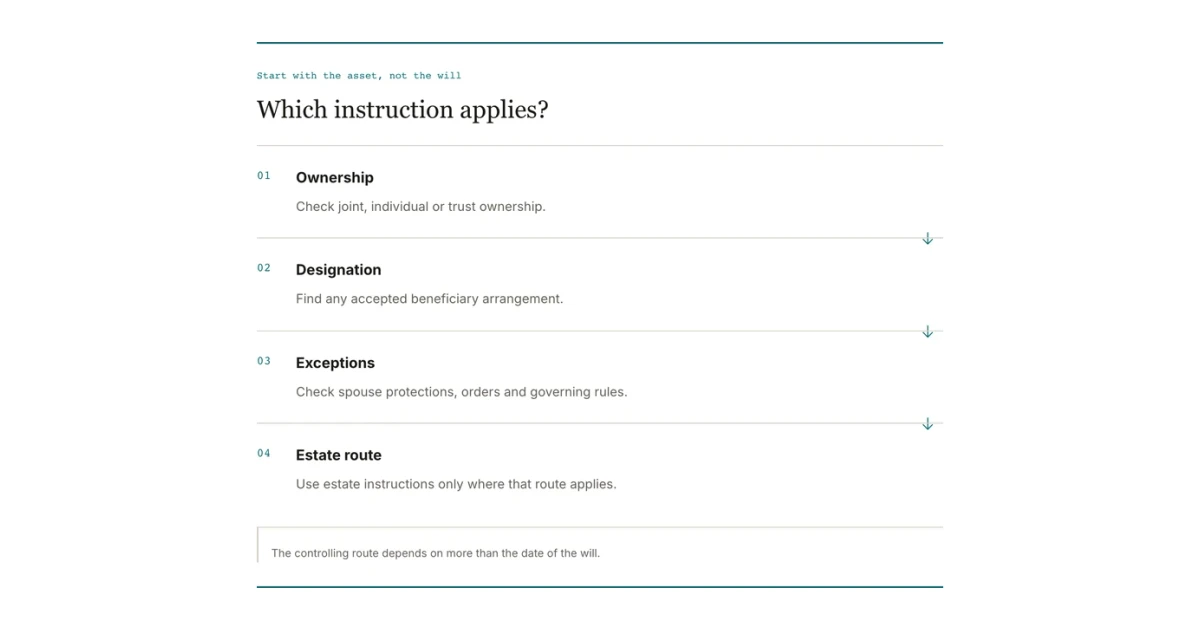 Start with the asset, not the will
Which instruction applies?
01
Ownership
Check joint, individual or trust ownership.
02
Designation
Find any accepted beneficiary arrangement.
03
Exceptions
Check spouse protections, orders and governing rules.
04
Estate route
Use estate instructions only where that route applies.
The controlling route depends on more than the date of the will.